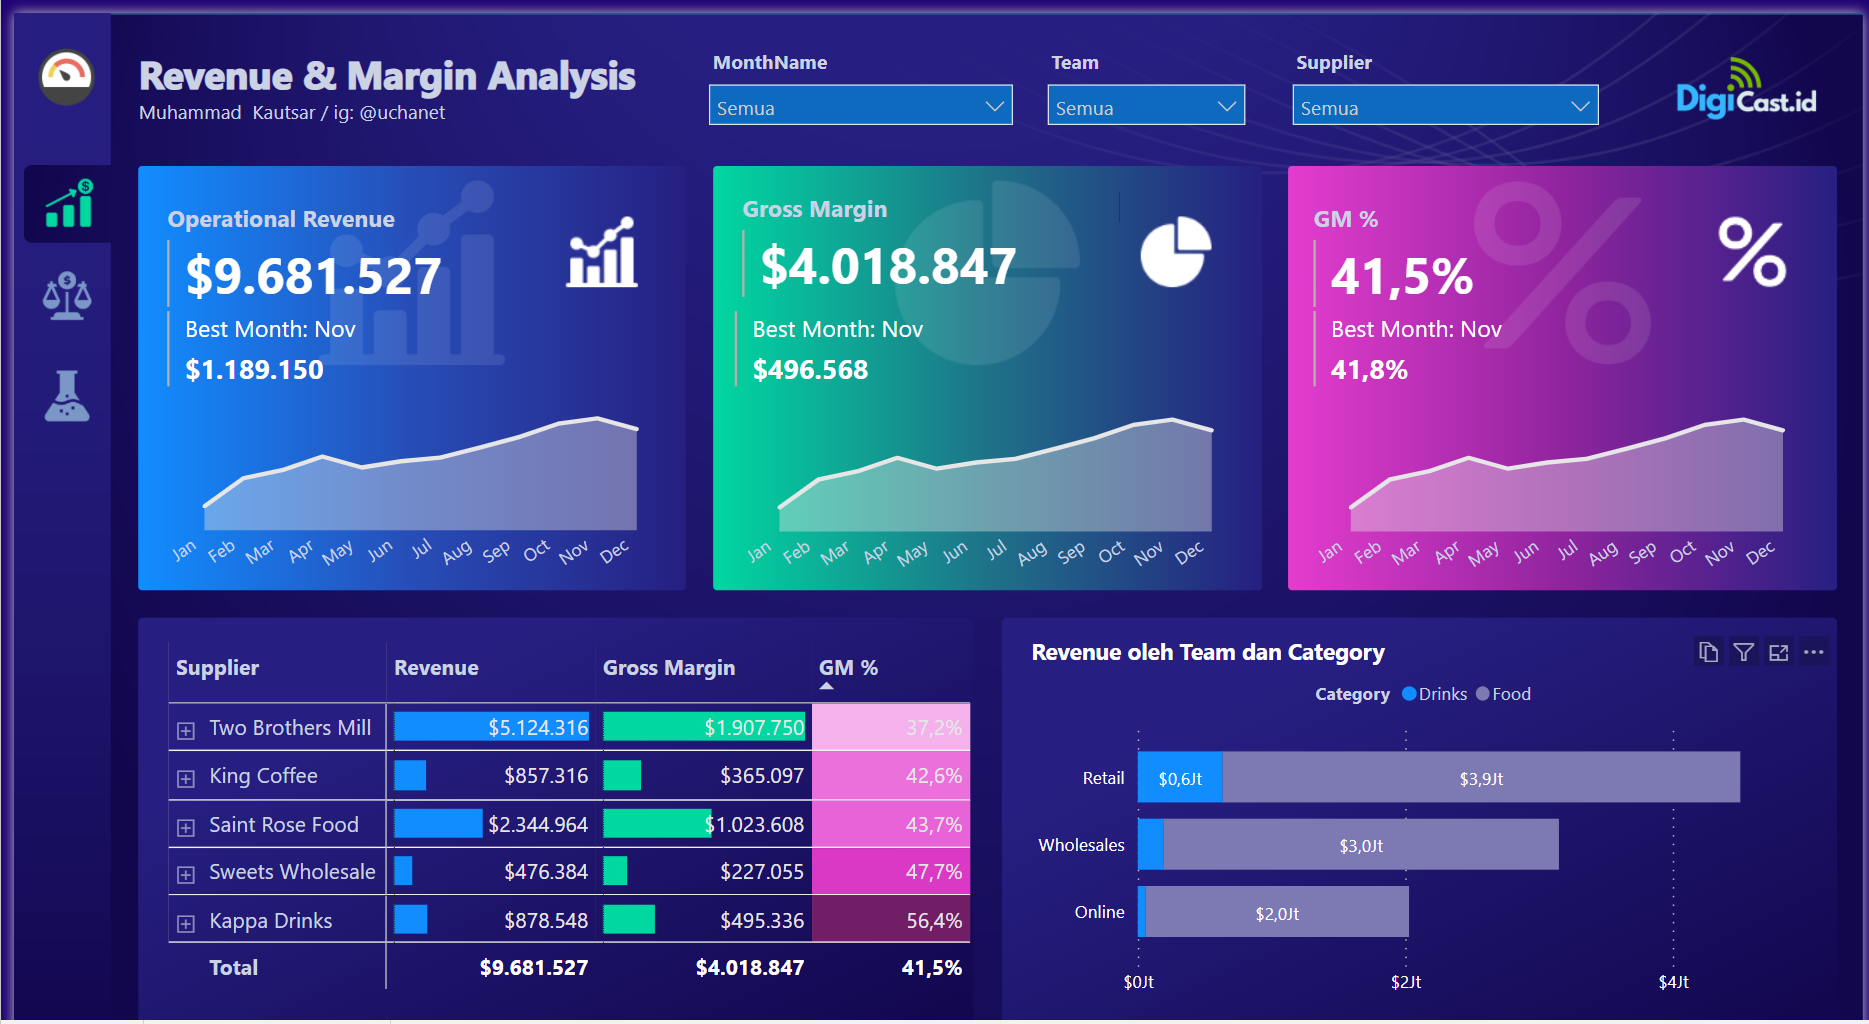 Revenue & Margin Analysis
Muhammad Kautsar / ig: @uchanet
MonthName
Semua
Team
Semua
Supplier
Semua
DigiCast.id
Operational Revenue
$9.681.527
Best Month: Nov
$1.189.150
Jan Feb Mar Apr May Jun Jul Aug Sep Oct Nov Dec
Gross Margin
$4.018.847
Best Month: Nov
$496.568
Jan Feb Mar Apr May Jun Jul Aug Sep Oct Nov Dec
GM %
41,5%
Best Month: Nov
41,8%
Jan Feb Mar Apr May Jun Jul Aug Sep Oct Nov Dec
Supplier Revenue Gross Margin GM %
Two Brothers Mill $5.124.316 $1.907.750 37,2%
King Coffee $857.316 $365.097 42,6%
Saint Rose Food $2.344.964 $1.023.608 43,7%
Sweets Wholesale $476.384 $227.055 47,7%
Kappa Drinks $878.548 $495.336 56,4%
Total $9.681.527 $4.018.847 41,5%
Revenue oleh Team dan Category
Category Drinks Food
Retail $0,6Jt $3,9Jt
Wholesales $3,0Jt
Online $2,0Jt
$0Jt $2Jt $4Jt